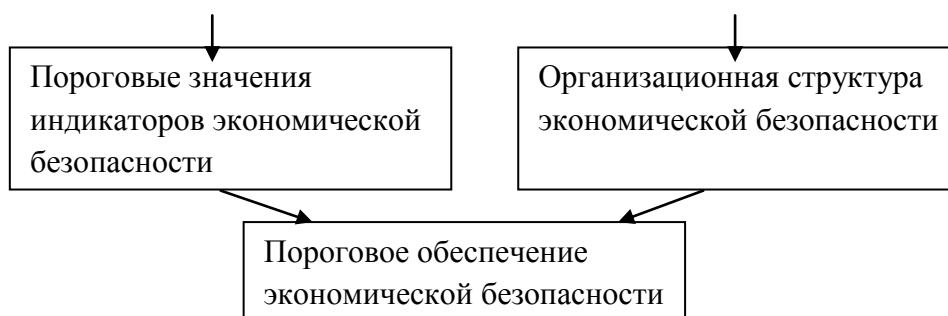 Пороговые значения
индикаторов экономической
безопасности
Организационная структура
экономической безопасности
Пороговое обеспечение
экономической безопасности